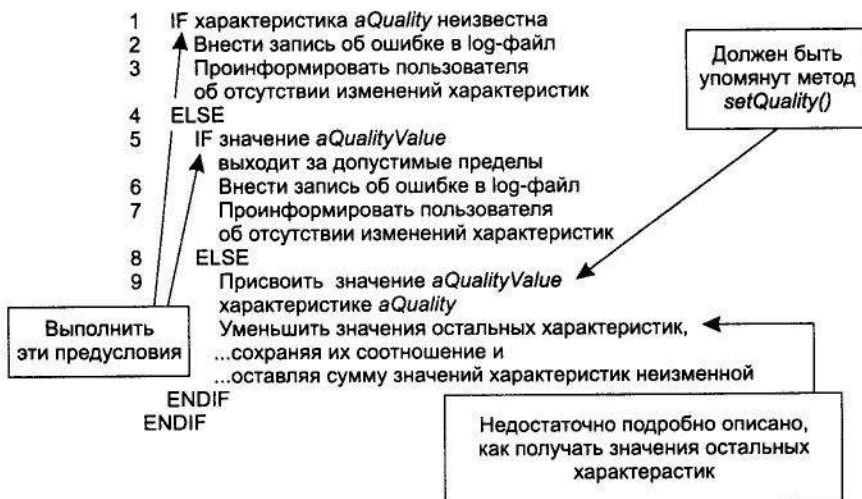 1 IF характеристика aQuality неизвестна
2 Внести запись об ошибке в log-файл
3 Проинформировать пользователя
об отсутствии изменений характеристик
4 ELSE
5 IF значение aQualityValue
выходит за допустимые пределы
6 Внести запись об ошибке в log-файл
7 Проинформировать пользователя
об отсутствии изменений характеристик
8 ELSE
9 Присвоить значение aQualityValue
характеристике aQuality
Уменьшить значения остальных характеристик,
...сохраняя их соотношение и
...оставляя сумму значений характеристик неизменной
ENDIF
ENDIF
Должен быть
упомянут метод
setQuality()
Выполнить
эти предусловия
Недостаточно подробно описано,
как получать значения остальных
характерастик